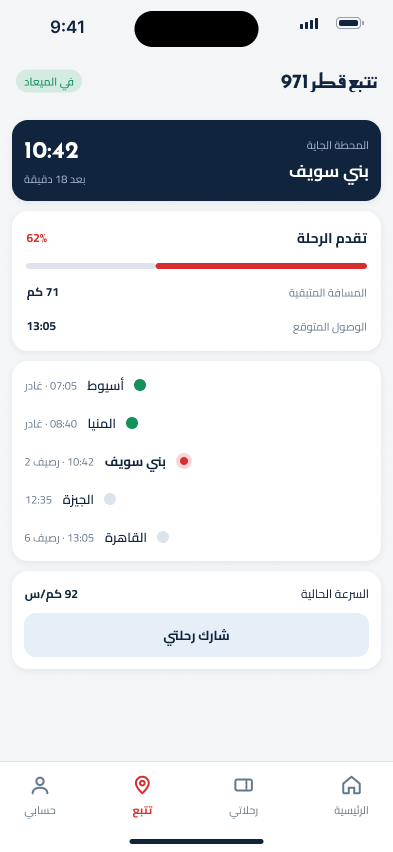 9:41
تتبع قطر 971
في الميعاد
المحطة الجاية
10:42
بني سويف
بعد 18 دقيقة
تقدم الرحلة
62%
المسافة المتبقية
71 كم
الوصول المتوقع
13:05
أسيوط
07:05 · غادر
المنيا
08:40 · غادر
بني سويف
10:42 · رصيف 2
الجيزة
12:35
القاهرة
13:05 · رصيف 6
السرعة الحالية
92 كم/س
شارك رحلتي
الرئيسية
رحلاتي
تتبع
حسابي